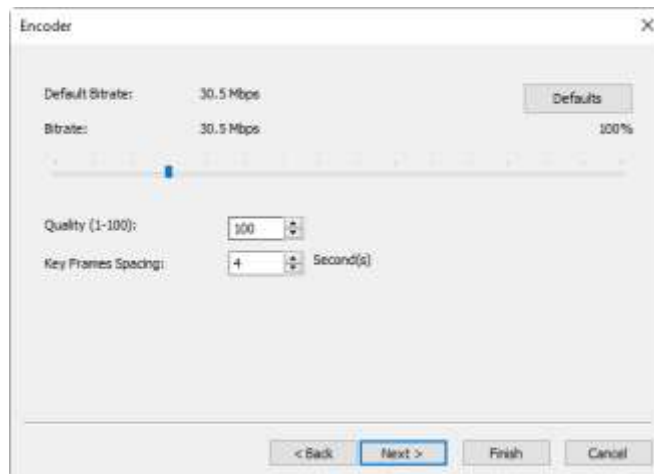 Encoder
Default Bitrate: 30.5 Mbps Defaults
Bitrate: 30.5 Mbps 100%
Quality (1-100): 100
Key Frames Spacing: 4 Second(s)
< Back Next > Finish Cancel